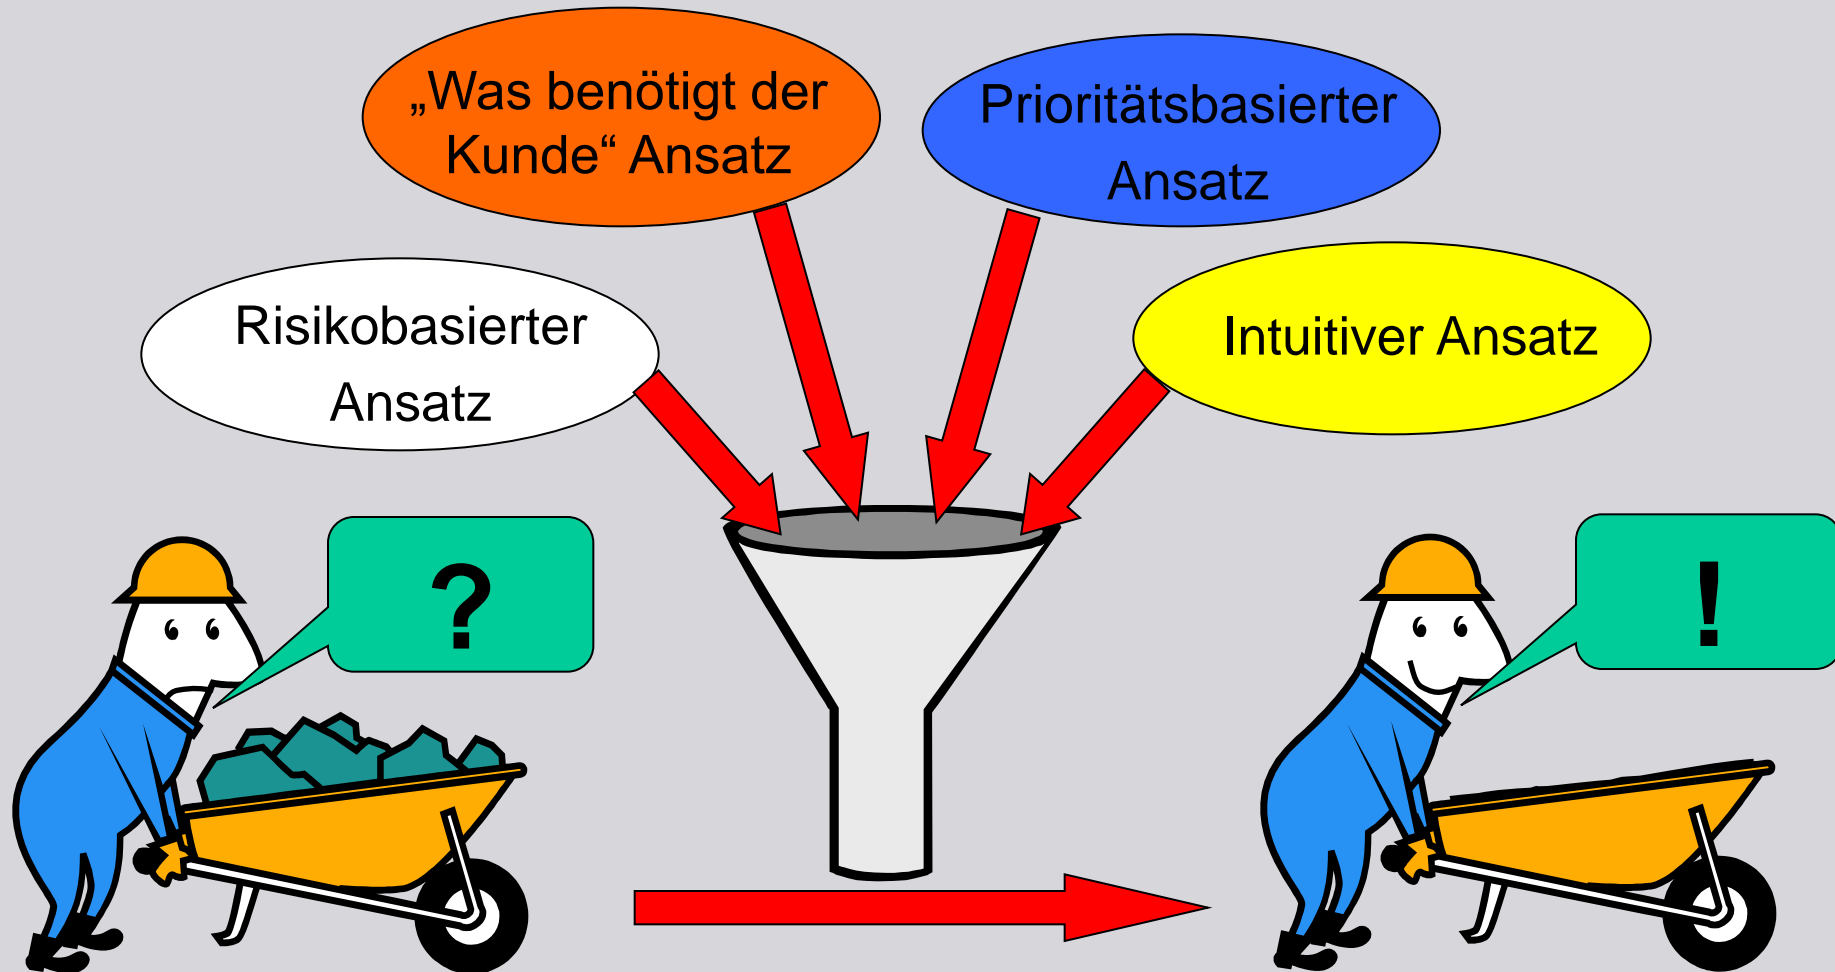 „Was benötigt der
Kunde“ Ansatz
Prioritätsbasierter
Ansatz
Risikobasierter
Ansatz
Intuitiver Ansatz
?
!